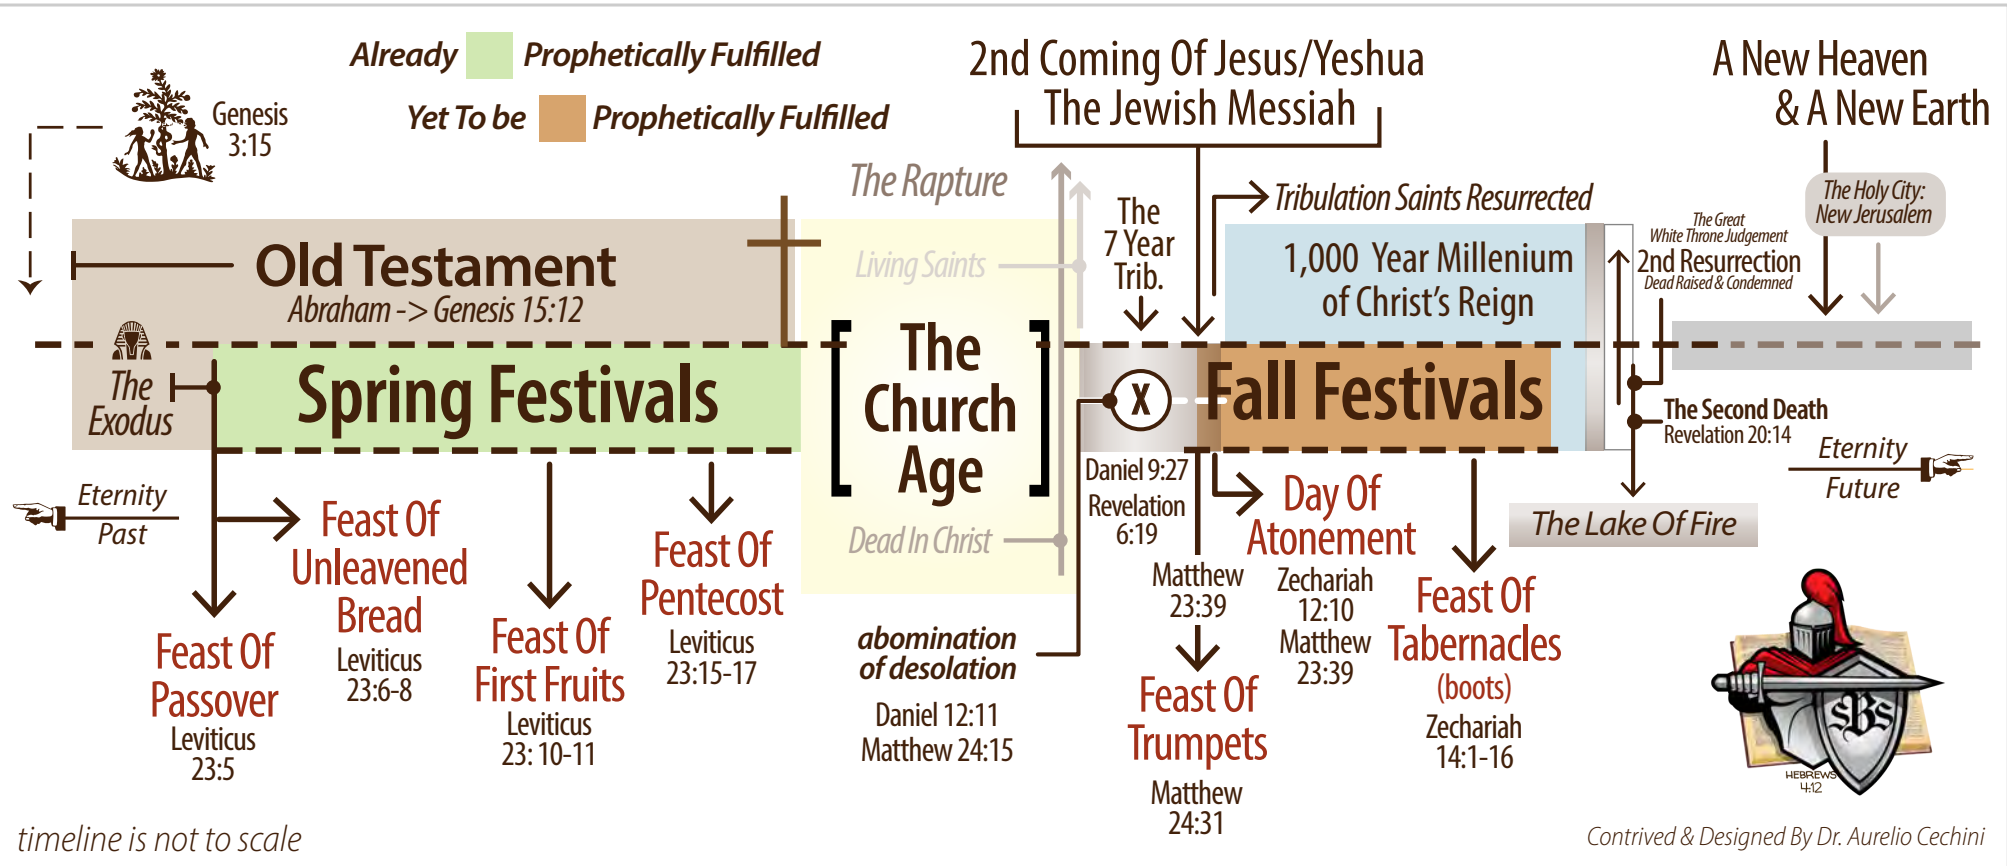 Already Prophetically Fulfilled
Yet To be Prophetically Fulfilled
Genesis
3:15
2nd Coming Of Jesus/Yeshua
The Jewish Messiah
A New Heaven
& A New Earth
The Rapture
The
7 Year
Trib.
Tribulation Saints Resurrected
The Holy City:
New Jerusalem
The Great
White Throne Judgement
2nd Resurrection
Dead Raised & Condemned
Old Testament
Abraham -> Genesis 15:12
Living Saints
1,000 Year Millenium
of Christ's Reign
The
Exodus
Spring Festivals
[ The
Church
Age ]
X
Fall Festivals
The Second Death
Revelation 20:14
Eternity
Past
Eternity
Future
Daniel 9:27
Revelation
6:19
Dead In Christ
The Lake Of Fire
Feast Of
Passover
Leviticus
23:5
Feast Of
Unleavened
Bread
Leviticus
23:6-8
Feast Of
First Fruits
Leviticus
23: 10-11
Feast Of
Pentecost
Leviticus
23:15-17
abomination
of desolation
Daniel 12:11
Matthew 24:15
Matthew
23:39
Feast Of
Trumpets
Matthew
24:31
Day Of
Atonement
Zechariah
12:10
Matthew
23:39
Feast Of
Tabernacles
(boots)
Zechariah
14:1-16
SBS
HEBREWS
4:12
timeline is not to scale
Contrived & Designed By Dr. Aurelio Cechini